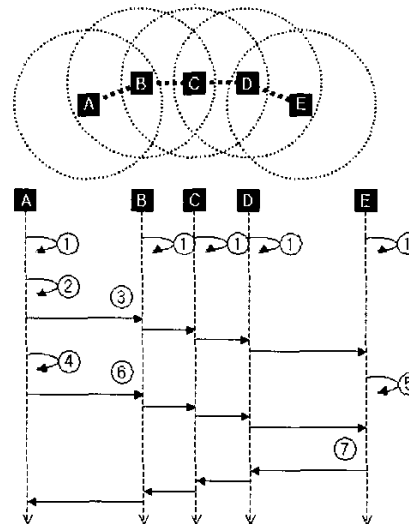 B C D
A E
A B C D E
① ① ① ① ①
②
③
④
⑥
⑤
⑦